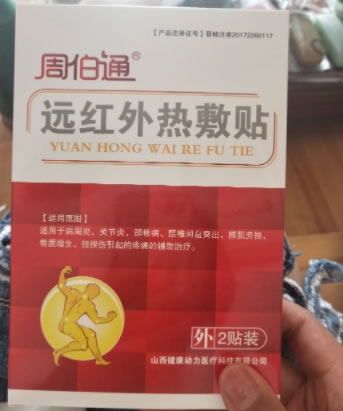 【产品注册证号】晋械注准20172260117
周伯通®
远红外热敷贴
YUAN HONG WAI RE FU TIE
【适用范围】
适用于肩周炎、关节炎、颈椎病、腰椎间盘突出、腰肌劳损、
骨质增生、扭挫伤引起的疼痛的辅助治疗。
外 2贴装
山西健康动力医疗科技有限公司